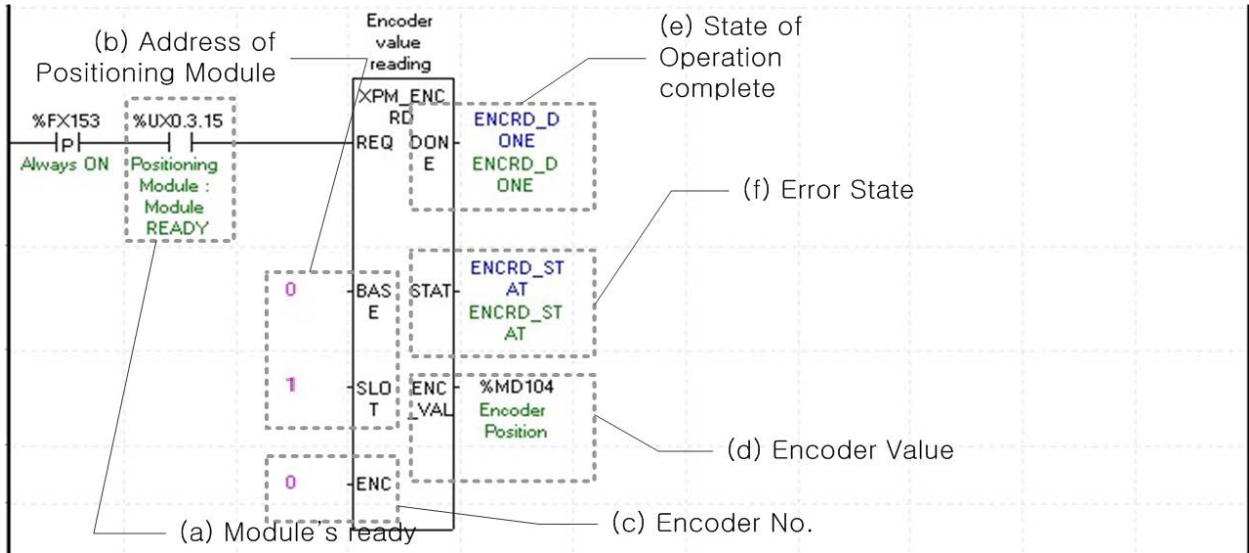 Encoder
value
reading
(b) Address of
Positioning Module
(e) State of
Operation
complete
%FX153
%UX0.3.15
XPM_ENC
RD
P
REQ
DON
E
ENCRD_D
ONE
ENCRD_D
ONE
Always ON
Positioning
Module :
Module
READY
(f) Error State
0
BAS
E
STAT
ENCRD_ST
AT
ENCRD_ST
AT
1
SLO
T
ENC
_VAL
%MD104
Encoder
Position
(d) Encoder Value
0
ENC
(a) Module's ready
(c) Encoder No.